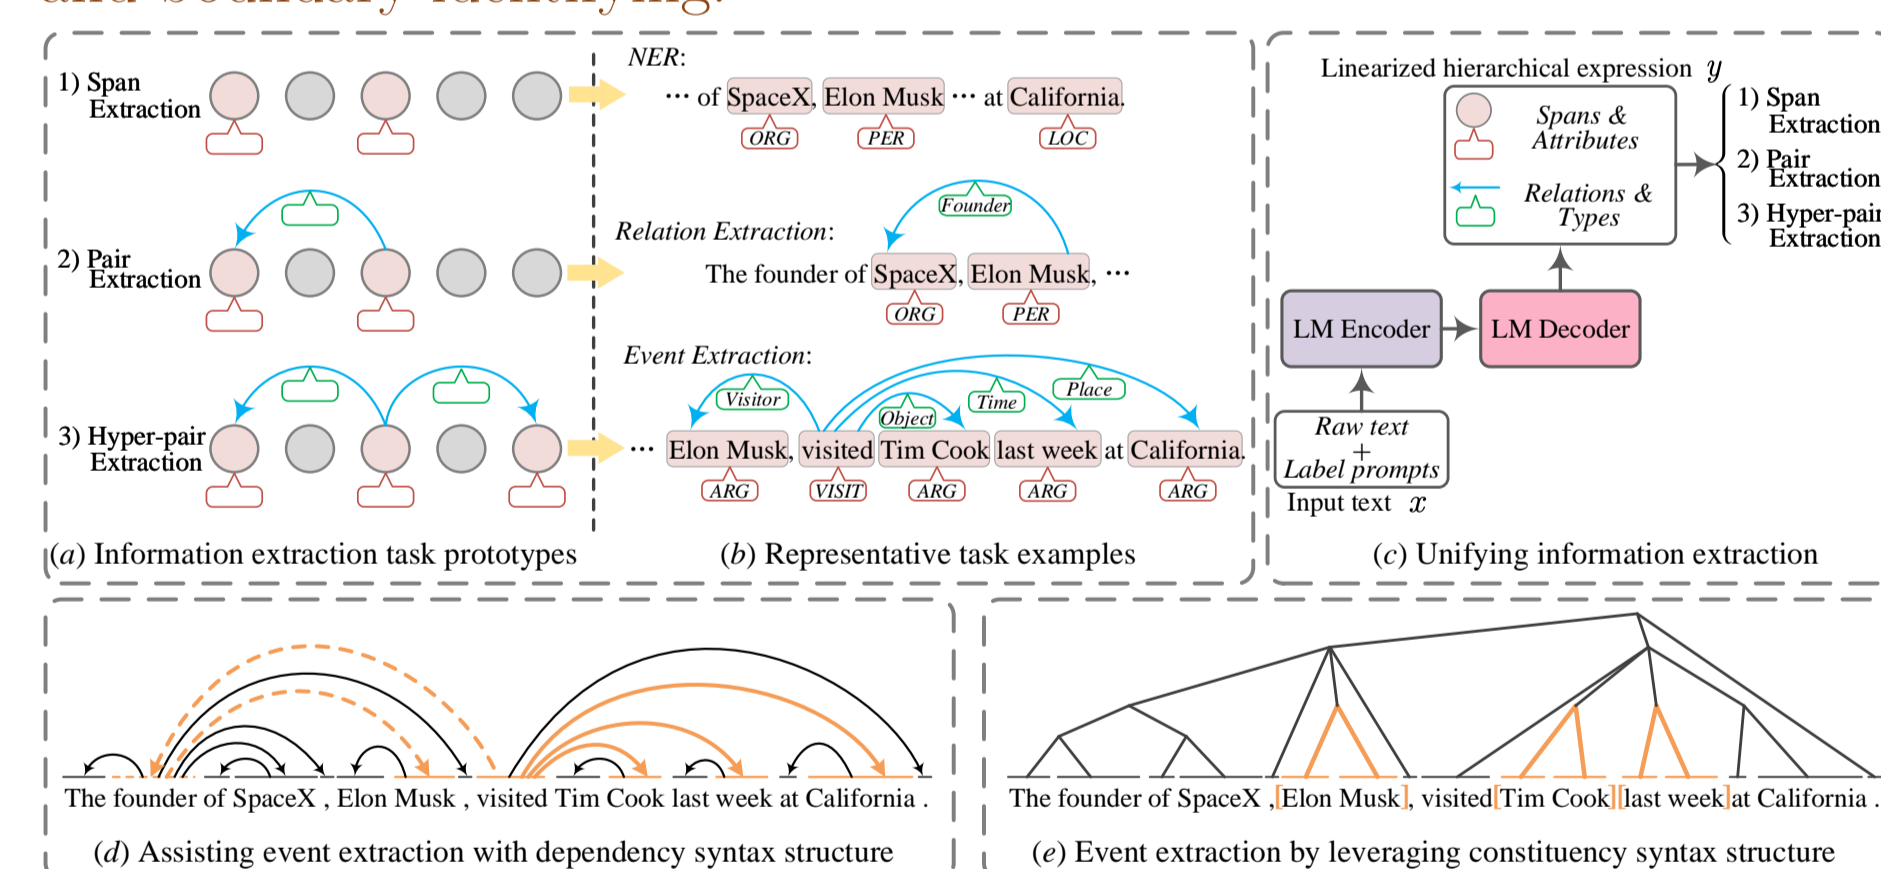 and boundary identifying.
1) Span
Extraction
2) Pair
Extraction
3) Hyper-pair
Extraction
(a) Information extraction task prototypes
NER:
··· of SpaceX, Elon Musk ··· at California.
ORG PER LOC
Founder
Relation Extraction:
The founder of SpaceX, Elon Musk, ···
ORG PER
Event Extraction:
Visitor Object Time Place
··· Elon Musk, visited Tim Cook last week at California.
ARG VISIT ARG ARG ARG
(b) Representative task examples
Linearized hierarchical expression y
Spans &
Attributes
Relations &
Types
1) Span
Extraction
2) Pair
Extraction
3) Hyper-pair
Extraction
LM Encoder LM Decoder
Raw text
+
Label prompts
Input text x
(c) Unifying information extraction
The founder of SpaceX , Elon Musk , visited Tim Cook last week at California .
(d) Assisting event extraction with dependency syntax structure
The founder of SpaceX ,[Elon Musk], visited[Tim Cook][last week]at California .
(e) Event extraction by leveraging constituency syntax structure